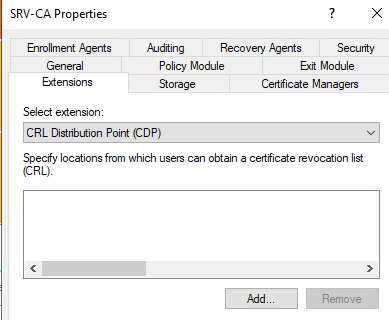 SRV-CA Properties
Enrollment Agents Auditing Recovery Agents Security
General Policy Module Exit Module
Extensions Storage Certificate Managers
Select extension:
CRL Distribution Point (CDP)
Specify locations from which users can obtain a certificate revocation list
(CRL).
Add... Remove